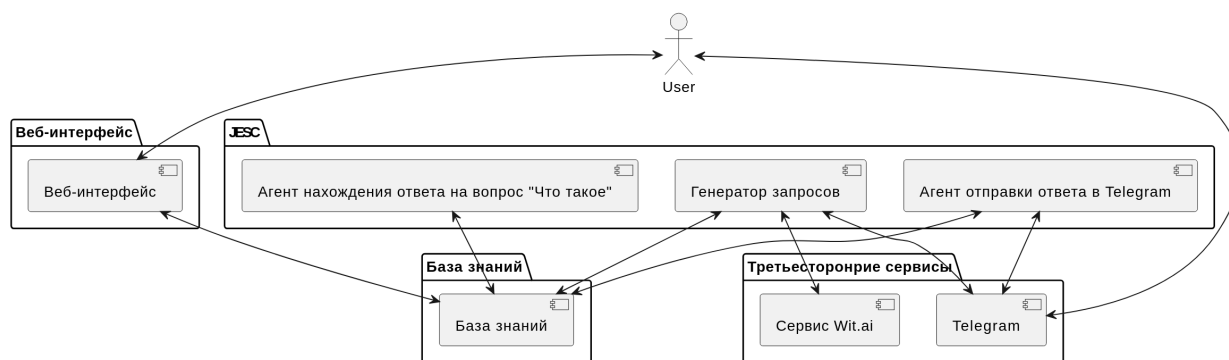 User
Веб-интерфейс
JESC
Веб-интерфейс
Агент нахождения ответа на вопрос "Что такое"
Генератор запросов
Агент отправки ответа в Telegram
База знаний
Третьесторонрие сервисы
База знаний
Сервис Wit.ai
Telegram